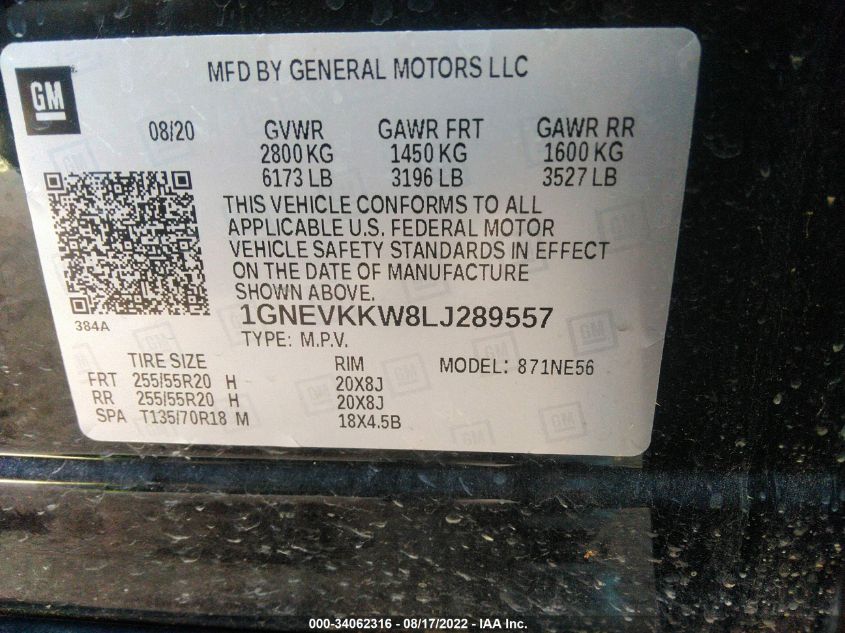 MFD BY GENERAL MOTORS LLC
GM
08/20 GVWR GAWR FRT GAWR RR
2800 KG 1450 KG 1600 KG
6173 LB 3196 LB 3527 LB
THIS VEHICLE CONFORMS TO ALL
APPLICABLE U.S. FEDERAL MOTOR
VEHICLE SAFETY STANDARDS IN EFFECT
ON THE DATE OF MANUFACTURE
SHOWN ABOVE.
384A
1GNEVKKW8LJ289557
TYPE: M.P.V.
TIRE SIZE RIM MODEL: 871NE56
FRT 255/55R20 H 20X8J
RR 255/55R20 H 20X8J
SPA T135/70R18 M 18X4.5B
000-34062316 - 08/17/2022 - IAA Inc.